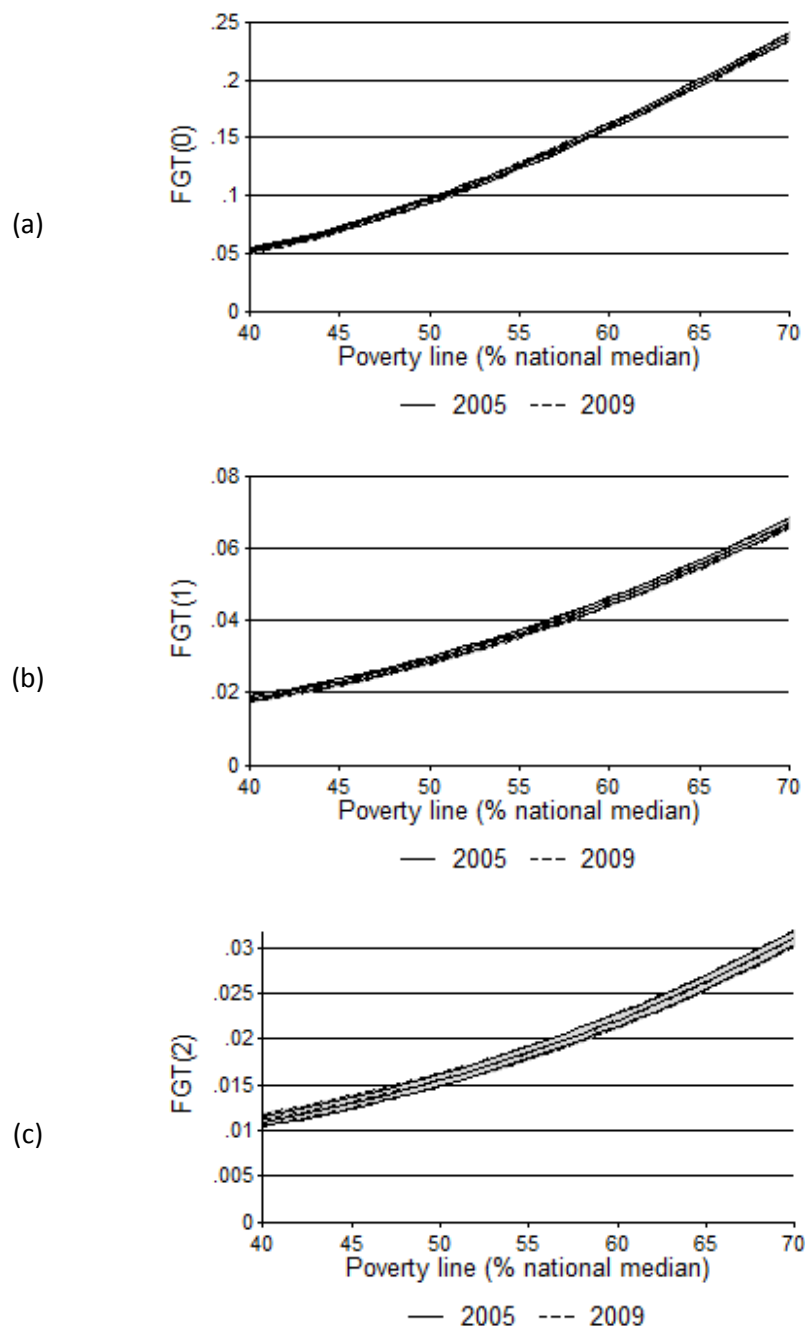 (a)
FGT(0)
.25
.2
.15
.1
.05
0
40 45 50 55 60 65 70
Poverty line (% national median)
2005 2009
(b)
FGT(1)
.08
.06
.04
.02
0
40 45 50 55 60 65 70
Poverty line (% national median)
2005 2009
(c)
FGT(2)
.03
.025
.02
.015
.01
.005
0
40 45 50 55 60 65 70
Poverty line (% national median)
2005 2009